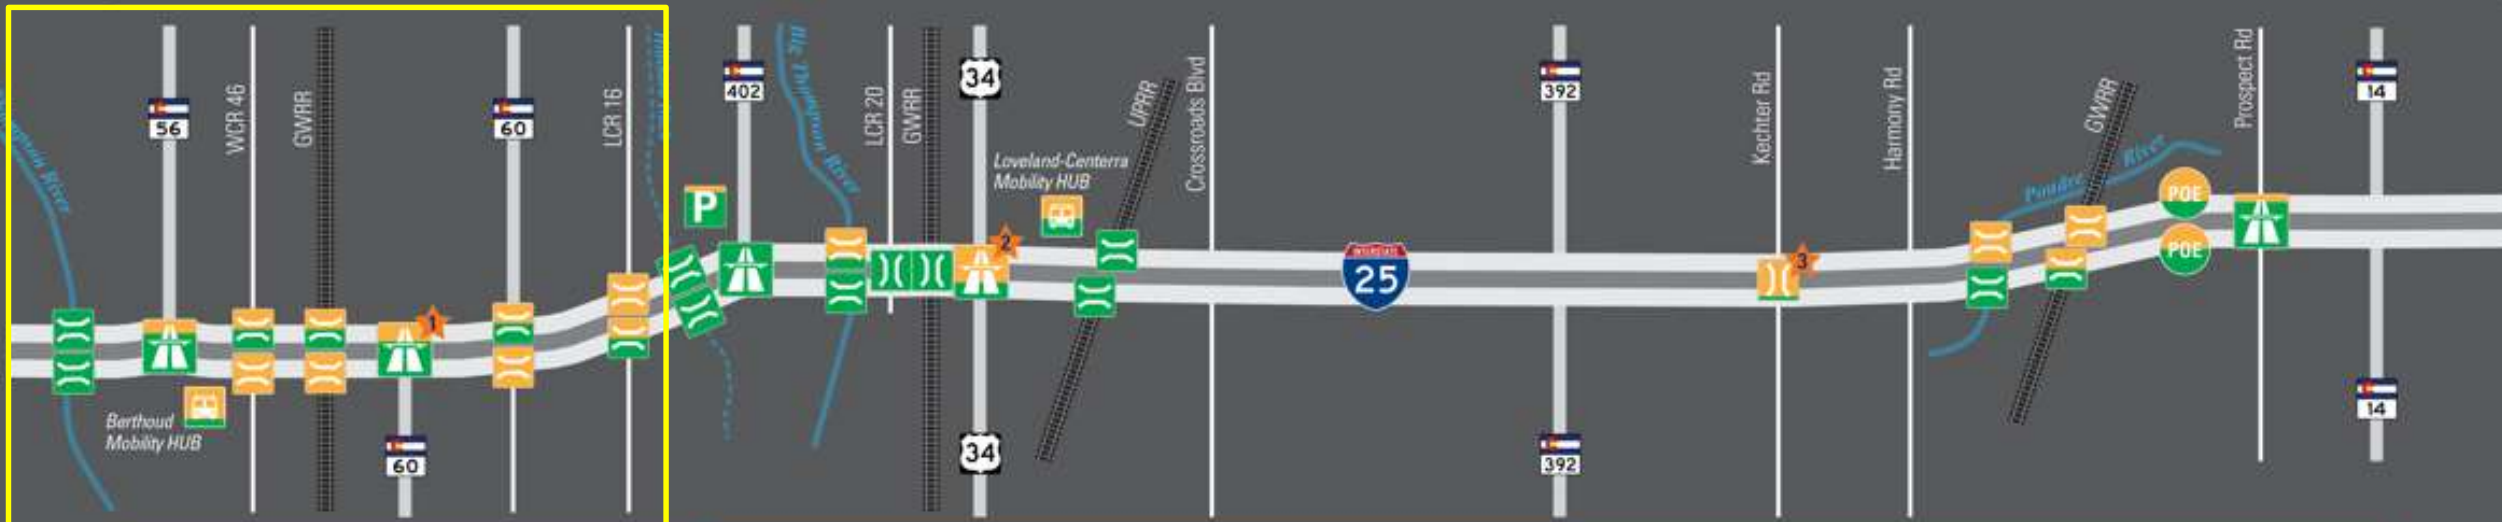 56
WCR 46
GWRR
60
LCR 16
402
Big Thompson River
LCR 20
GWRR
34
Loveland-Centerra
Mobility HUB
UPRR
Crossroads Blvd
392
Kechter Rd
Harmony Rd
GWRR
Poudre River
Prospect Rd
14
River
P
2
INTERSTATE
25
3
POE
POE
1
Berthoud
Mobility HUB
60
34
392
14